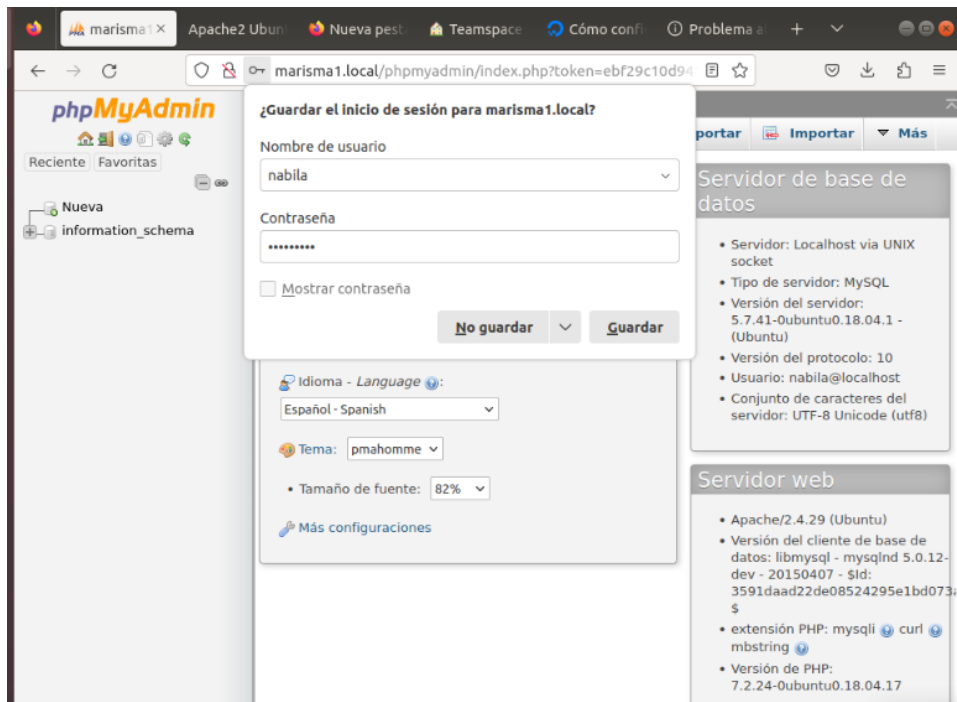 marisma1
Apache2 Ubun
Nueva pest
Teamspace
Cómo confi
Problema a
marisma1.local/phpmyadmin/index.php?token=ebf29c10d94
phpMyAdmin
Reciente
Favoritas
Nueva
information_schema
¿Guardar el inicio de sesión para marisma1.local?
Nombre de usuario
nabila
Contraseña
•••••••••
Mostrar contraseña
No guardar
Guardar
portar
Importar
Más
Idioma - Language :
Español - Spanish
Tema:
pmahomme
• Tamaño de fuente:
82%
Más configuraciones
Servidor de base de
datos
• Servidor: Localhost via UNIX
socket
• Tipo de servidor: MySQL
• Versión del servidor:
5.7.41-0ubuntu0.18.04.1 -
(Ubuntu)
• Versión del protocolo: 10
• Usuario: nabila@localhost
• Conjunto de caracteres del
servidor: UTF-8 Unicode (utf8)
Servidor web
• Apache/2.4.29 (Ubuntu)
• Versión del cliente de base de
datos: libmysql - mysqlnd 5.0.12-
dev - 20150407 - $Id:
3591daad22de08524295e1bd073a
$
• extensión PHP: mysqli curl
mbstring
• Versión de PHP:
7.2.24-0ubuntu0.18.04.17